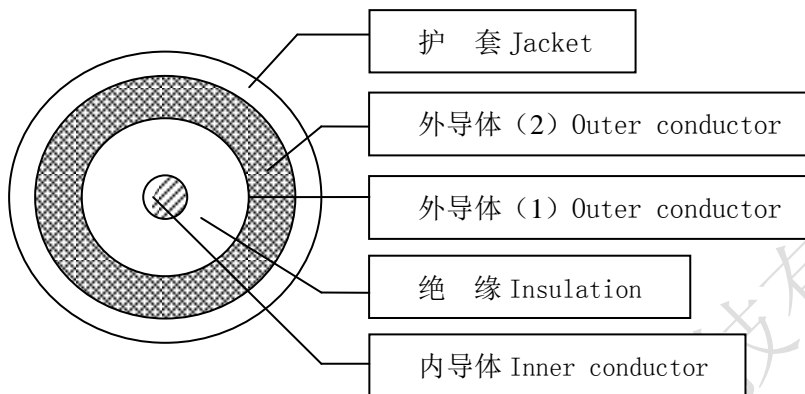 护 套 Jacket
外导体（2）Outer conductor
外导体（1）Outer conductor
绝 缘 Insulation
内导体 Inner conductor
技